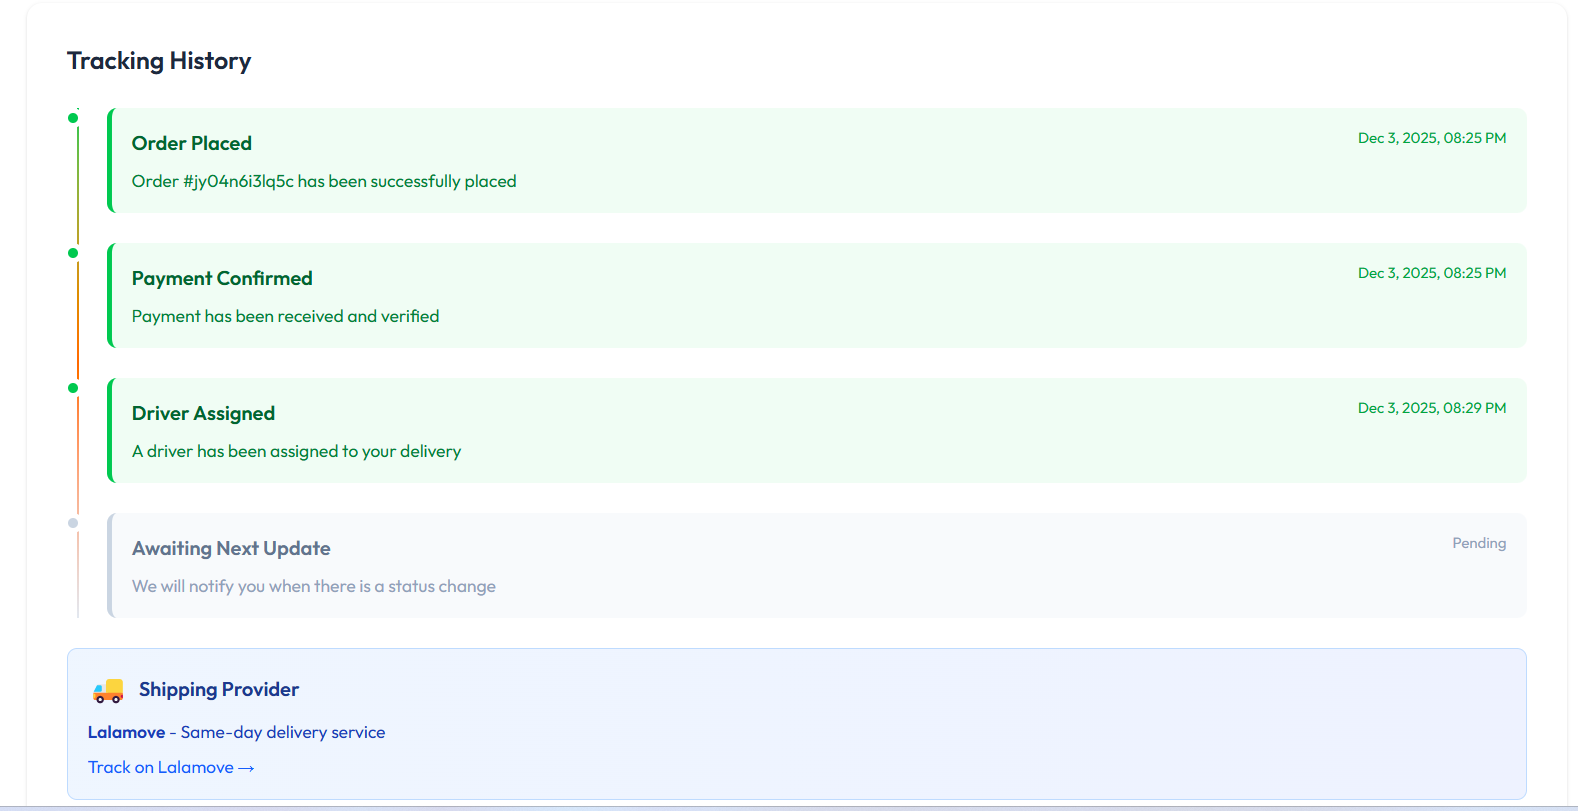 Tracking History
Order Placed
Dec 3, 2025, 08:25 PM
Order #jy04n6i3lq5c has been successfully placed
Payment Confirmed
Dec 3, 2025, 08:25 PM
Payment has been received and verified
Driver Assigned
Dec 3, 2025, 08:29 PM
A driver has been assigned to your delivery
Awaiting Next Update
Pending
We will notify you when there is a status change
Shipping Provider
Lalamove - Same-day delivery service
Track on Lalamove →